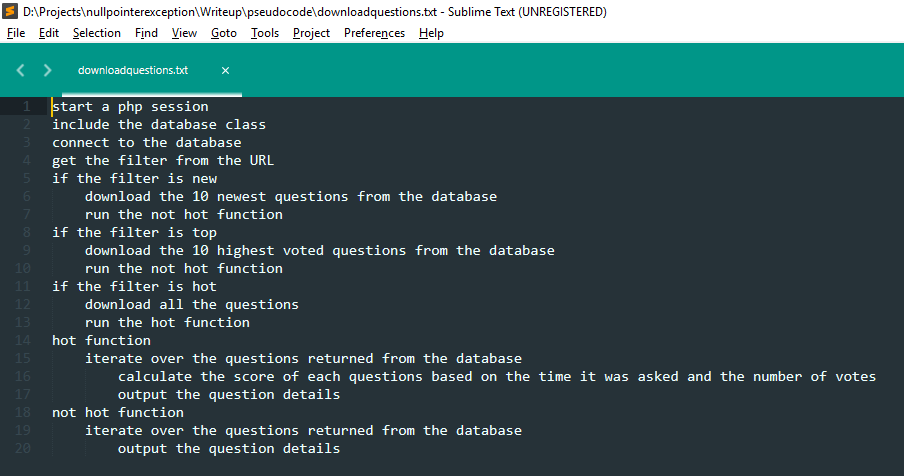 D:\Projects\nullpointerexception\Writeup\pseudocode\downloadquestions.txt - Sublime Text (UNREGISTERED)
File Edit Selection Find View Goto Tools Project Preferences Help
downloadquestions.txt ×
1 start a php session
2 include the database class
3 connect to the database
4 get the filter from the URL
5 if the filter is new
6 download the 10 newest questions from the database
7 run the not hot function
8 if the filter is top
9 download the 10 highest voted questions from the database
10 run the not hot function
11 if the filter is hot
12 download all the questions
13 run the hot function
14 hot function
15 iterate over the questions returned from the database
16 calculate the score of each questions based on the time it was asked and the number of votes
17 output the question details
18 not hot function
19 iterate over the questions returned from the database
20 output the question details